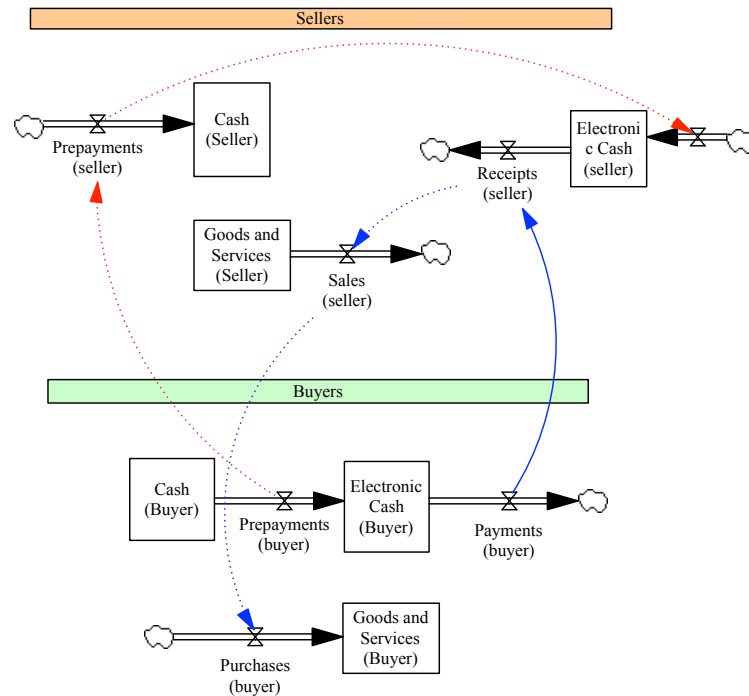 Sellers
Cash
(Seller)
Prepayments
(seller)
Electroni
c Cash
(seller)
Receipts
(seller)
Goods and
Services
(Seller)
Sales
(seller)
Buyers
Cash
(Buyer)
Prepayments
(buyer)
Electronic
Cash
(Buyer)
Payments
(buyer)
Purchases
(buyer)
Goods and
Services
(Buyer)